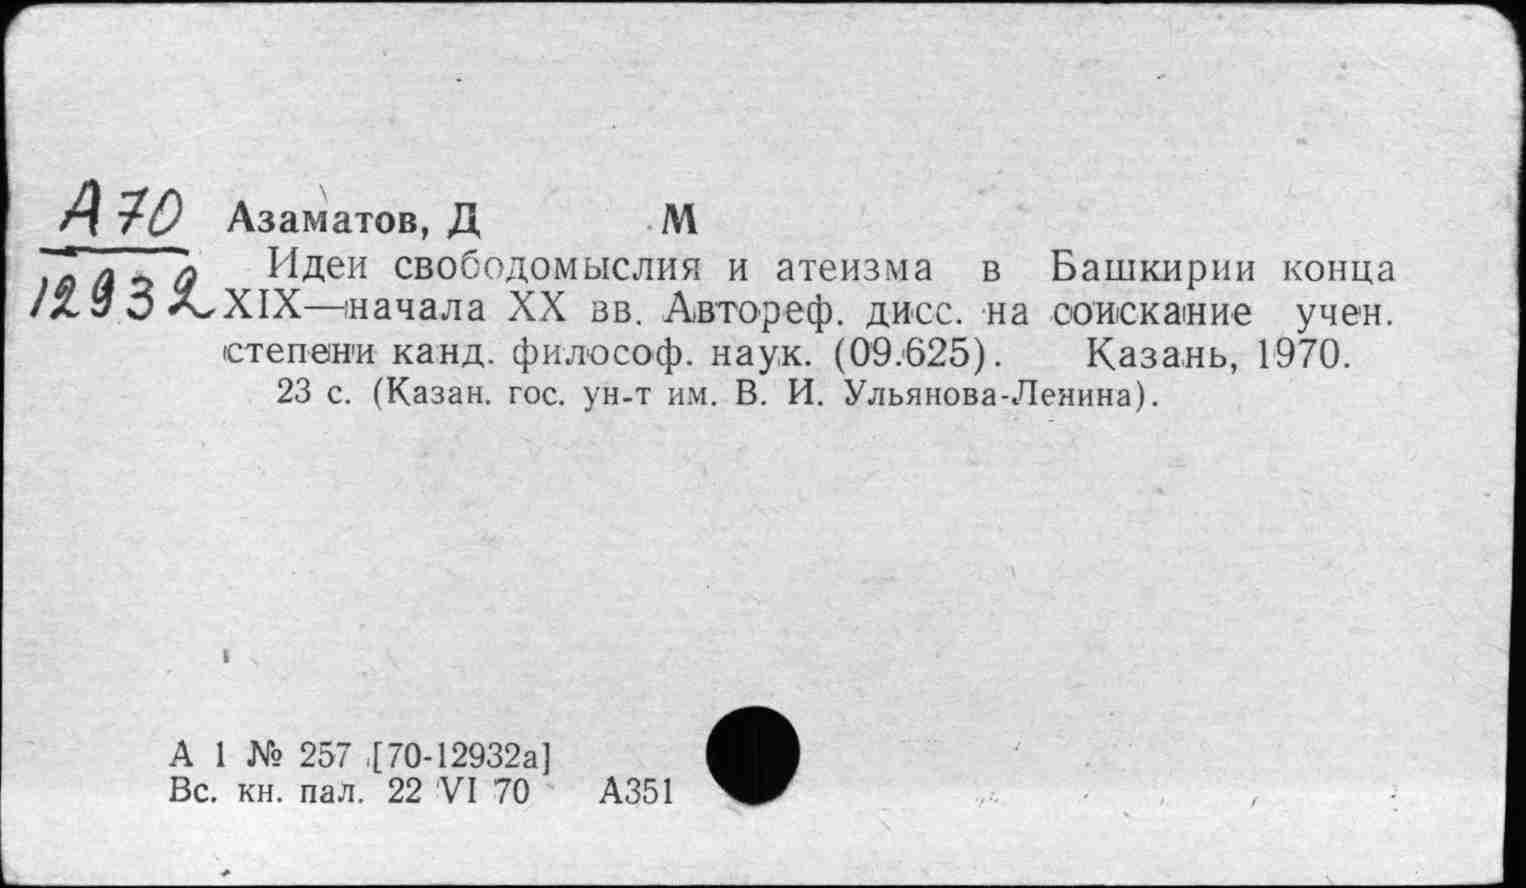 А70
12932
Азаматов, Д М
Идеи свободомыслия и атеизма в Башкирии конца
XIX—начала XX вв. Автореф. дисс. на соискание учен.
степени канд. философ. наук. (09.625). Казань, 1970.
23 с. (Казан. гос. ун-т им. В. И. Ульянова-Ленина).
А 1 № 257 [70-12932а]
Вс. кн. пал. 22 VI 70 А351